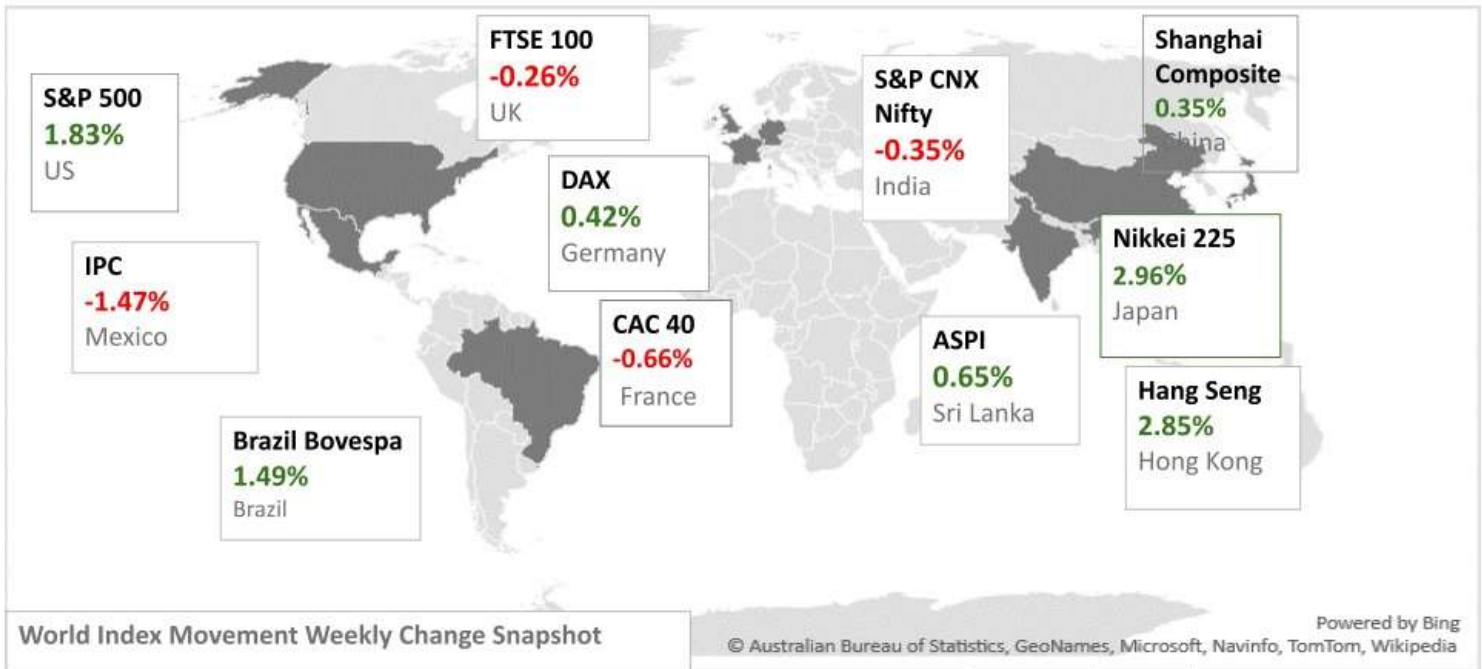 S&P 500
1.83%
US
FTSE 100
-0.26%
UK
S&P CNX
Nifty
-0.35%
India
Shanghai
Composite
0.35%
China
DAX
0.42%
Germany
IPC
-1.47%
Mexico
Nikkei 225
2.96%
Japan
CAC 40
-0.66%
France
ASPI
0.65%
Sri Lanka
Hang Seng
2.85%
Hong Kong
Brazil Bovespa
1.49%
Brazil
World Index Movement Weekly Change Snapshot
Powered by Bing
© Australian Bureau of Statistics, GeoNames, Microsoft, Navinfo, TomTom, Wikipedia